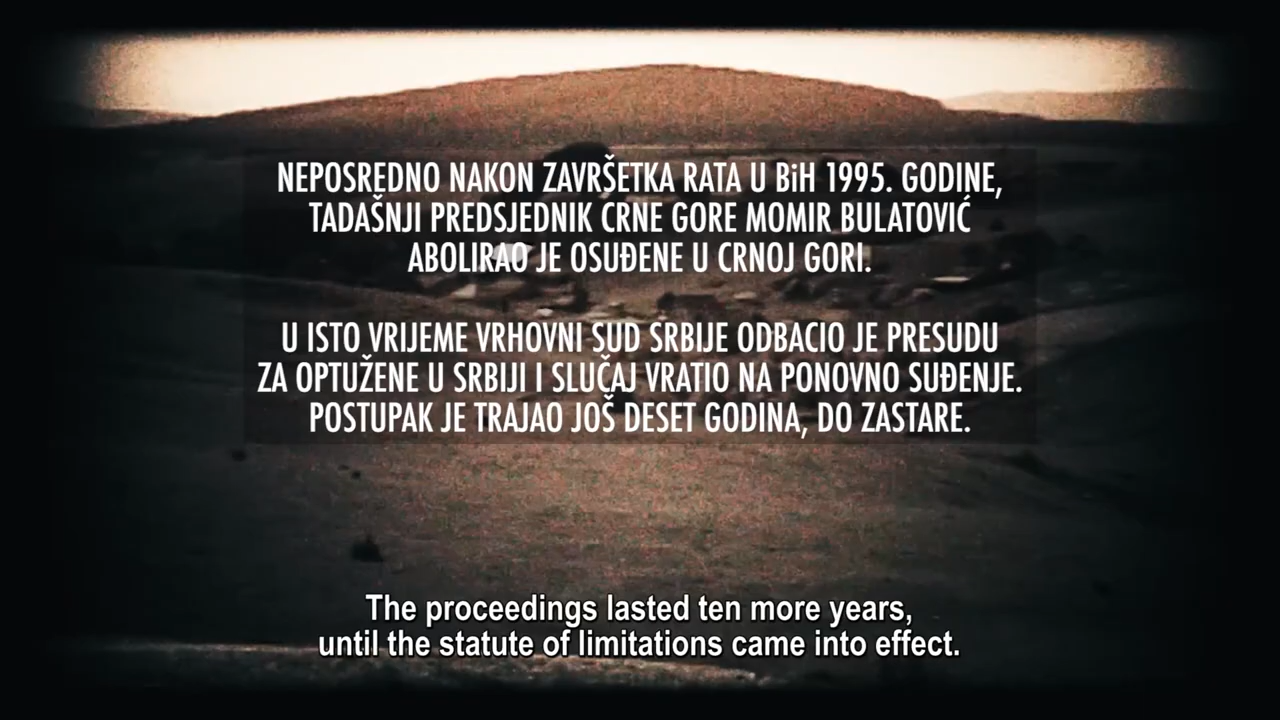 NEPOSREDNO NAKON ZAVRŠETKA RATA U BiH 1995. GODINE,
TADAŠNJI PREDSJEDNIK CRNE GORE MOMIR BULATOVIĆ
ABOLIRAO JE OSUĐENE U CRNOJ GORI.
U ISTO VRIJEME VRHOVNI SUD SRBIJE ODBACIO JE PRESUDU
ZA OPTUŽENE U SRBIJI I SLUČAJ VRATIO NA PONOVNO SUĐENJE.
POSTUPAK JE TRAJAO JOŠ DESET GODINA, DO ZASTARE.
The proceedings lasted ten more years,
until the statute of limitations came into effect.